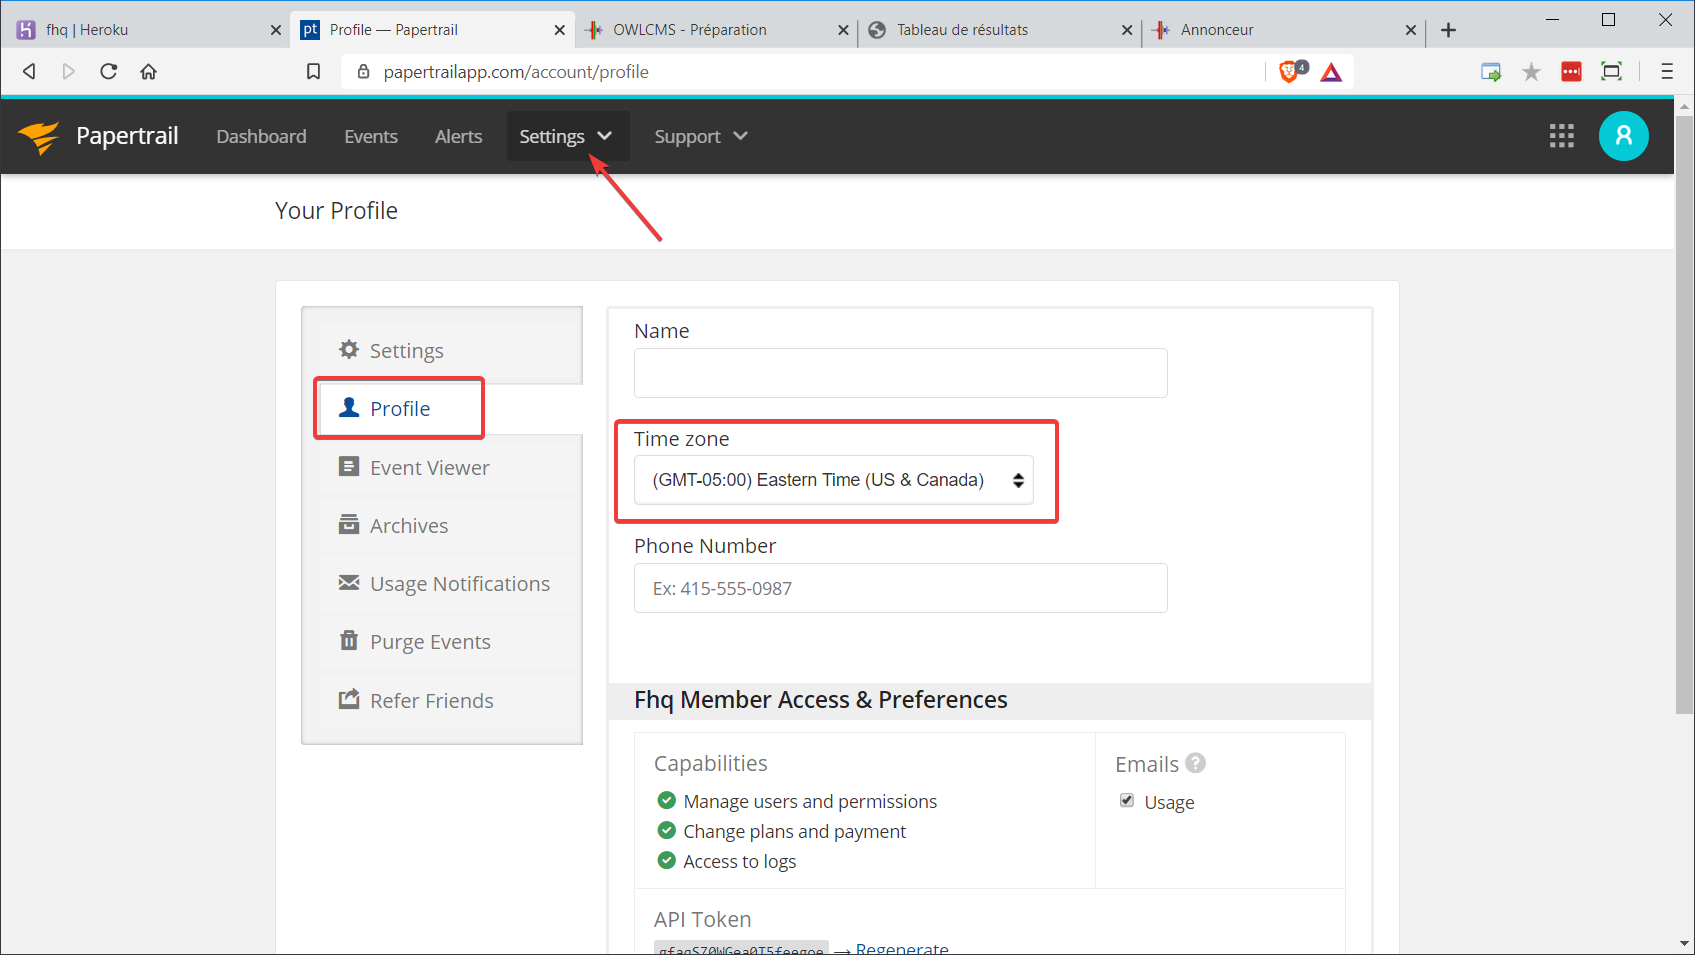 fhq | Heroku
pt Profile — Papertrail
OWLCMS - Préparation
Tableau de résultats
Annonceur
papertrailapp.com/account/profile
4
Papertrail Dashboard Events Alerts Settings Support
Your Profile
Settings
Profile
Event Viewer
Archives
Usage Notifications
Purge Events
Refer Friends
Name
Time zone
(GMT-05:00) Eastern Time (US & Canada)
Phone Number
Ex: 415-555-0987
Fhq Member Access & Preferences
Capabilities
Manage users and permissions
Change plans and payment
Access to logs
Emails ?
Usage
API Token
→ Regenerate